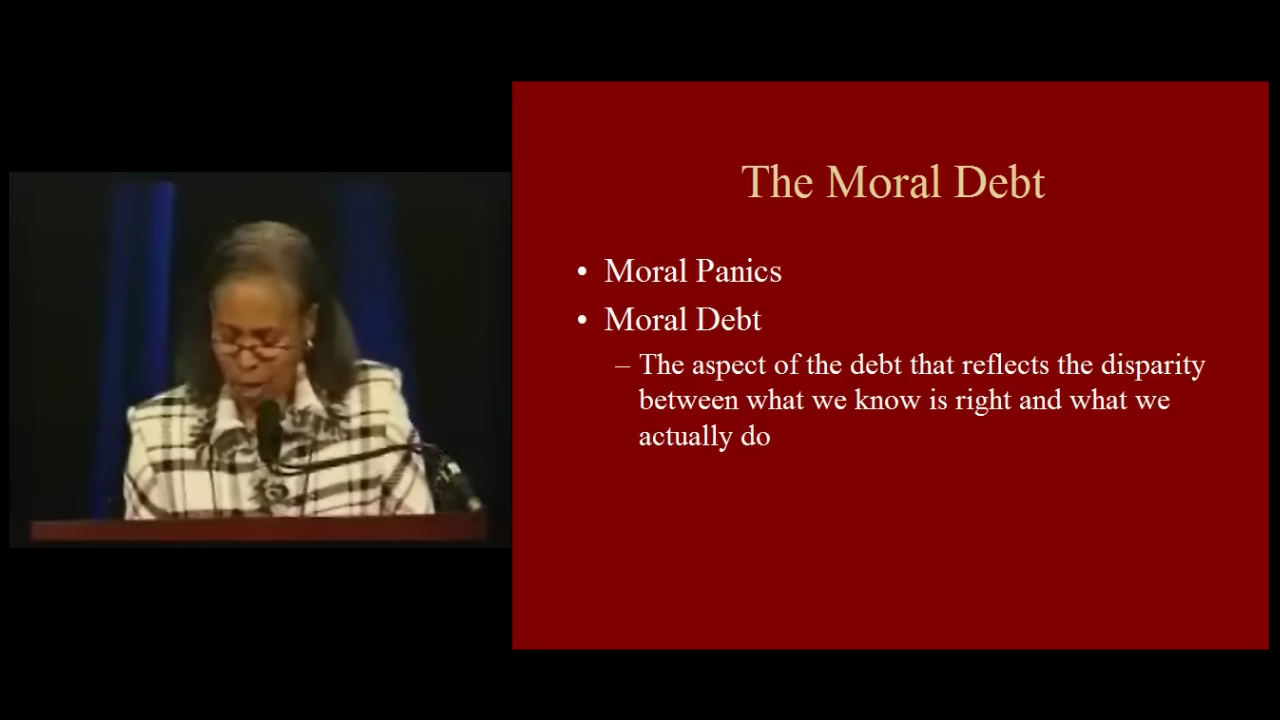 The Moral Debt
• Moral Panics
• Moral Debt
– The aspect of the debt that reflects the disparity
between what we know is right and what we
actually do